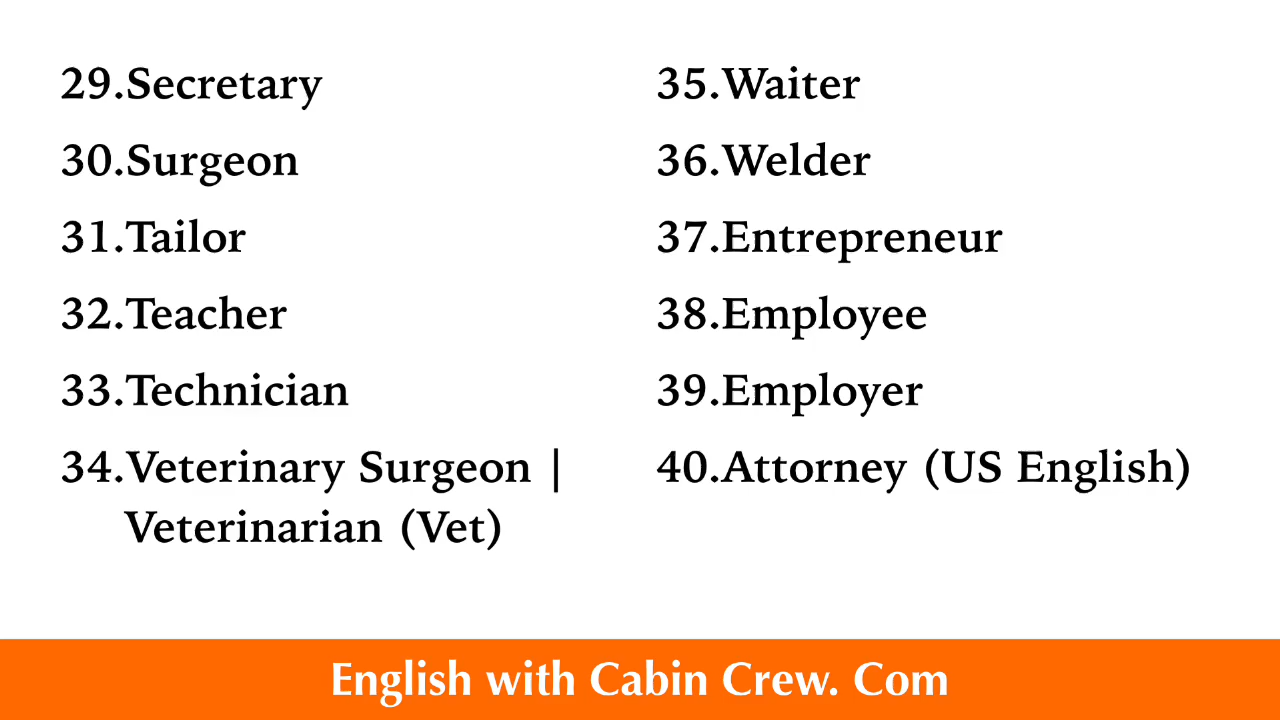 29.Secretary
30.Surgeon
31.Tailor
32.Teacher
33.Technician
34.Veterinary Surgeon |
Veterinarian (Vet)
35.Waiter
36.Welder
37.Entrepreneur
38.Employee
39.Employer
40.Attorney (US English)
English with Cabin Crew. Com